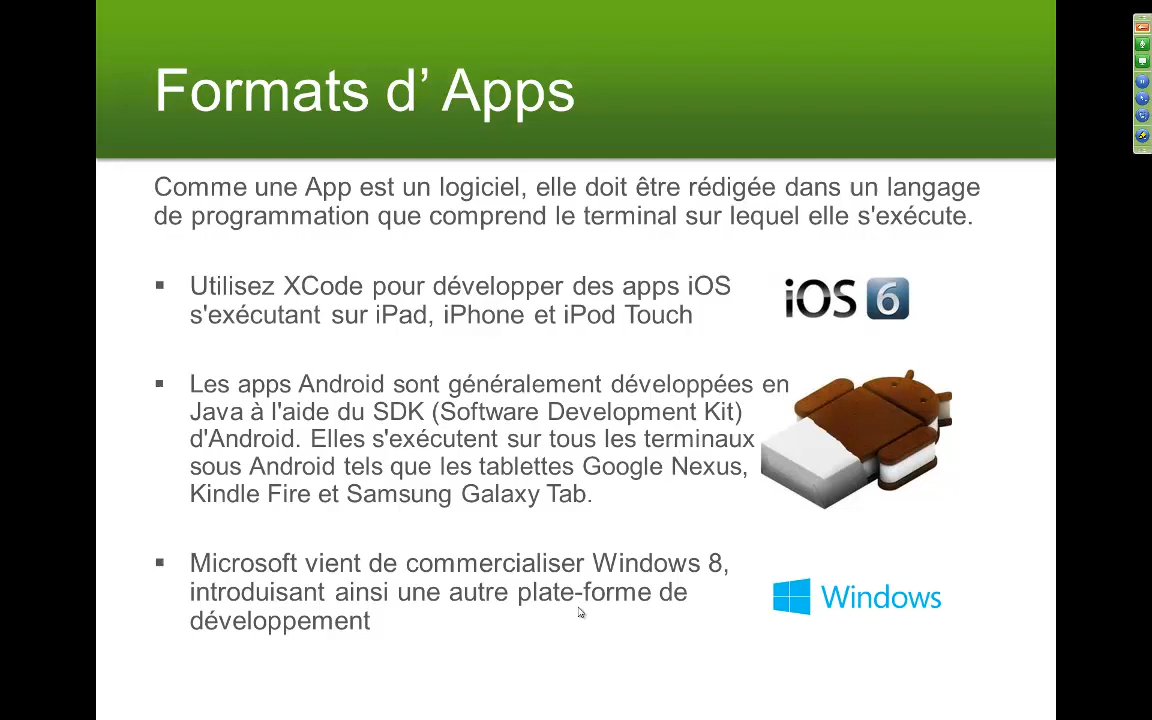 Formats d’ Apps
Comme une App est un logiciel, elle doit être rédigée dans un langage
de programmation que comprend le terminal sur lequel elle s'exécute.
▪ Utilisez XCode pour développer des apps iOS
s'exécutant sur iPad, iPhone et iPod Touch
iOS 6
▪ Les apps Android sont généralement développées en
Java à l'aide du SDK (Software Development Kit)
d'Android. Elles s'exécutent sur tous les terminaux
sous Android tels que les tablettes Google Nexus,
Kindle Fire et Samsung Galaxy Tab.
▪ Microsoft vient de commercialiser Windows 8,
introduisant ainsi une autre plate-forme de
développement
Windows